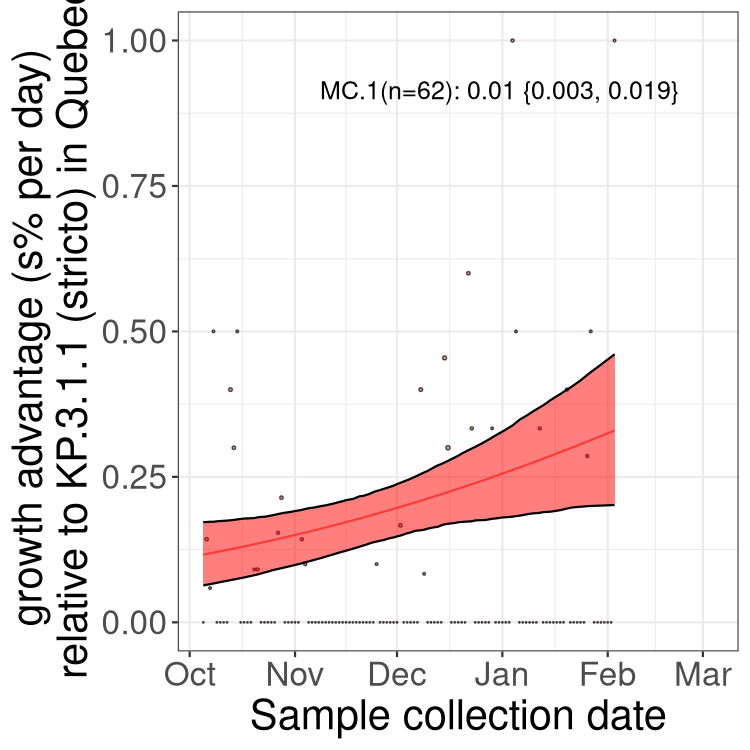 growth advantage (s% per day)
relative to KP.3.1.1 (stricto) in Quebec
1.00
0.75
0.50
0.25
0.00
MC.1(n=62): 0.01 {0.003, 0.019}
Oct Nov Dec Jan Feb Mar
Sample collection date